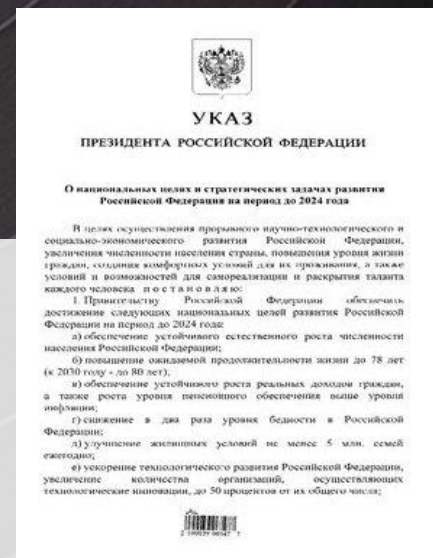 УКАЗ
ПРЕЗИДЕНТА РОССИЙСКОЙ ФЕДЕРАЦИИ
О национальных целях и стратегических задачах развития
Российской Федерации на период до 2024 года
В целях осуществления прорывного научно-технологического и
социально-экономического развития Российской Федерации,
увеличения численности населения страны, повышения уровня жизни
граждан, создания комфортных условий для их проживания, а также
условий и возможностей для самореализации и раскрытия таланта
каждого человека п о с т а н о в л я ю:
1. Правительству Российской Федерации обеспечить
достижение следующих национальных целей развития Российской
Федерации на период до 2024 года:
а) обеспечение устойчивого естественного роста численности
населения Российской Федерации;
б) повышение ожидаемой продолжительности жизни до 78 лет
(к 2030 году - до 80 лет);
в) обеспечение устойчивого роста реальных доходов граждан,
а также роста уровня пенсионного обеспечения выше уровня
инфляции;
г) снижение в два раза уровня бедности в Российской
Федерации;
д) улучшение жилищных условий не менее 5 млн. семей
ежегодно;
е) ускорение технологического развития Российской Федерации,
увеличение количества организаций, осуществляющих
технологические инновации, до 50 процентов от их общего числа;